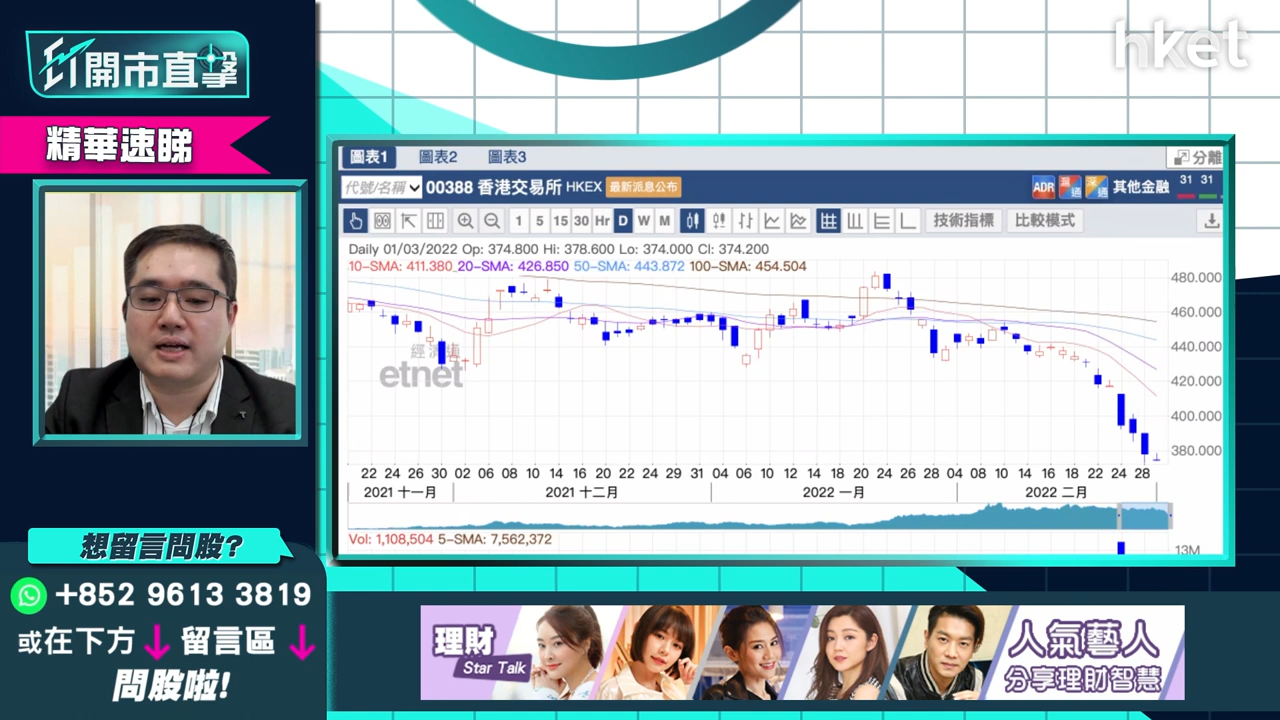 hket
ET開市直擊
精華速睇
圖表1 圖表2 圖表3 分離
代號/名稱 00388 香港交易所 HKEX 最新派息公布 ADR 其他金融 31 31
1 5 15 30 Hr D W M 技術指標 比較模式
Daily 01/03/2022 Op: 374.800 Hi: 378.600 Lo: 374.000 Cl: 374.200
10-SMA: 411.380 20-SMA: 426.850 50-SMA: 443.872 100-SMA: 454.504
480.000
460.000
440.000
420.000
400.000
380.000
經濟通
etnet
22 24 26 30 02 06 08 10 14 16 20 22 24 29 31 04 06 10 12 14 18 20 24 26 28 04 08 10 14 16 18 22 24 28
2021 十一月 2021 十二月 2022 一月 2022 二月
Vol: 1,108,504 5-SMA: 7,562,372
13M
想留言問股?
+852 9613 3819
或在下方 留言區
問股啦!
理財
Star Talk
人氣藝人
分享理財智慧